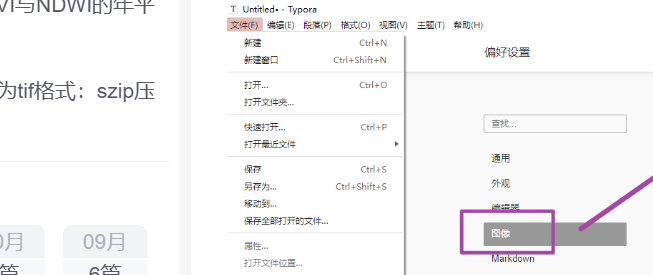 VI与NDWI的年平
为tif格式：szip压
0月
09月
6篇
Untitled• - Typora
文件(F) 编辑(E) 段落(P) 格式(O) 视图(V) 主题(T) 帮助(H)
新建 Ctrl+N
新建窗口 Ctrl+Shift+N
打开... Ctrl+O
打开文件夹...
快速打开... Ctrl+P
打开最近文件
保存 Ctrl+S
另存为... Ctrl+Shift+S
移动到...
保存全部打开的文件...
属性...
打开文件位置...
偏好设置
查找...
通用
外观
编辑器
图像
Markdown